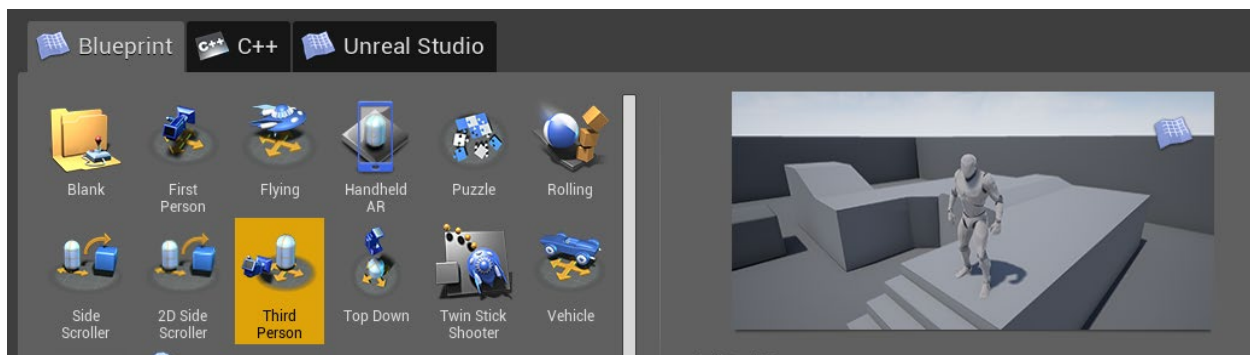 Blueprint
C++
C++
Unreal Studio
Blank
First
Person
Flying
Handheld
AR
Puzzle
Rolling
Side
Scroller
2D Side
Scroller
Third
Person
Top Down
Twin Stick
Shooter
Vehicle